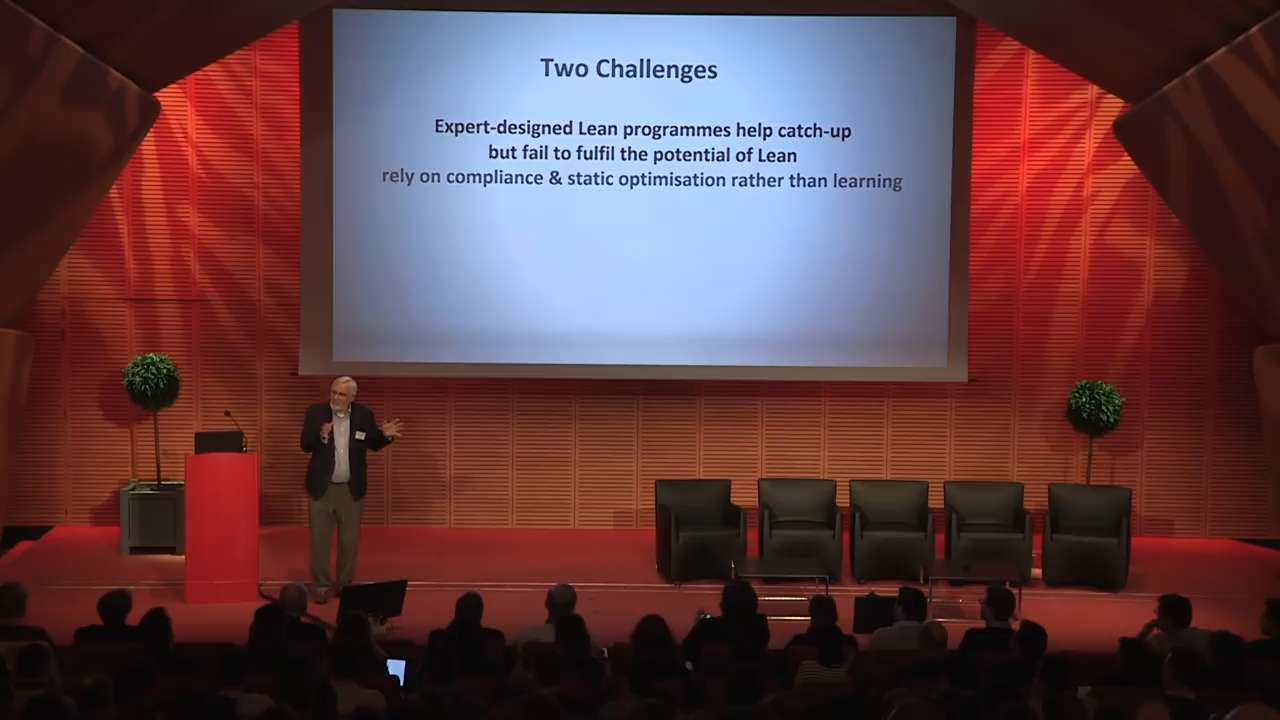 Two Challenges
Expert-designed Lean programmes help catch-up
but fail to fulfil the potential of Lean
rely on compliance & static optimisation rather than learning